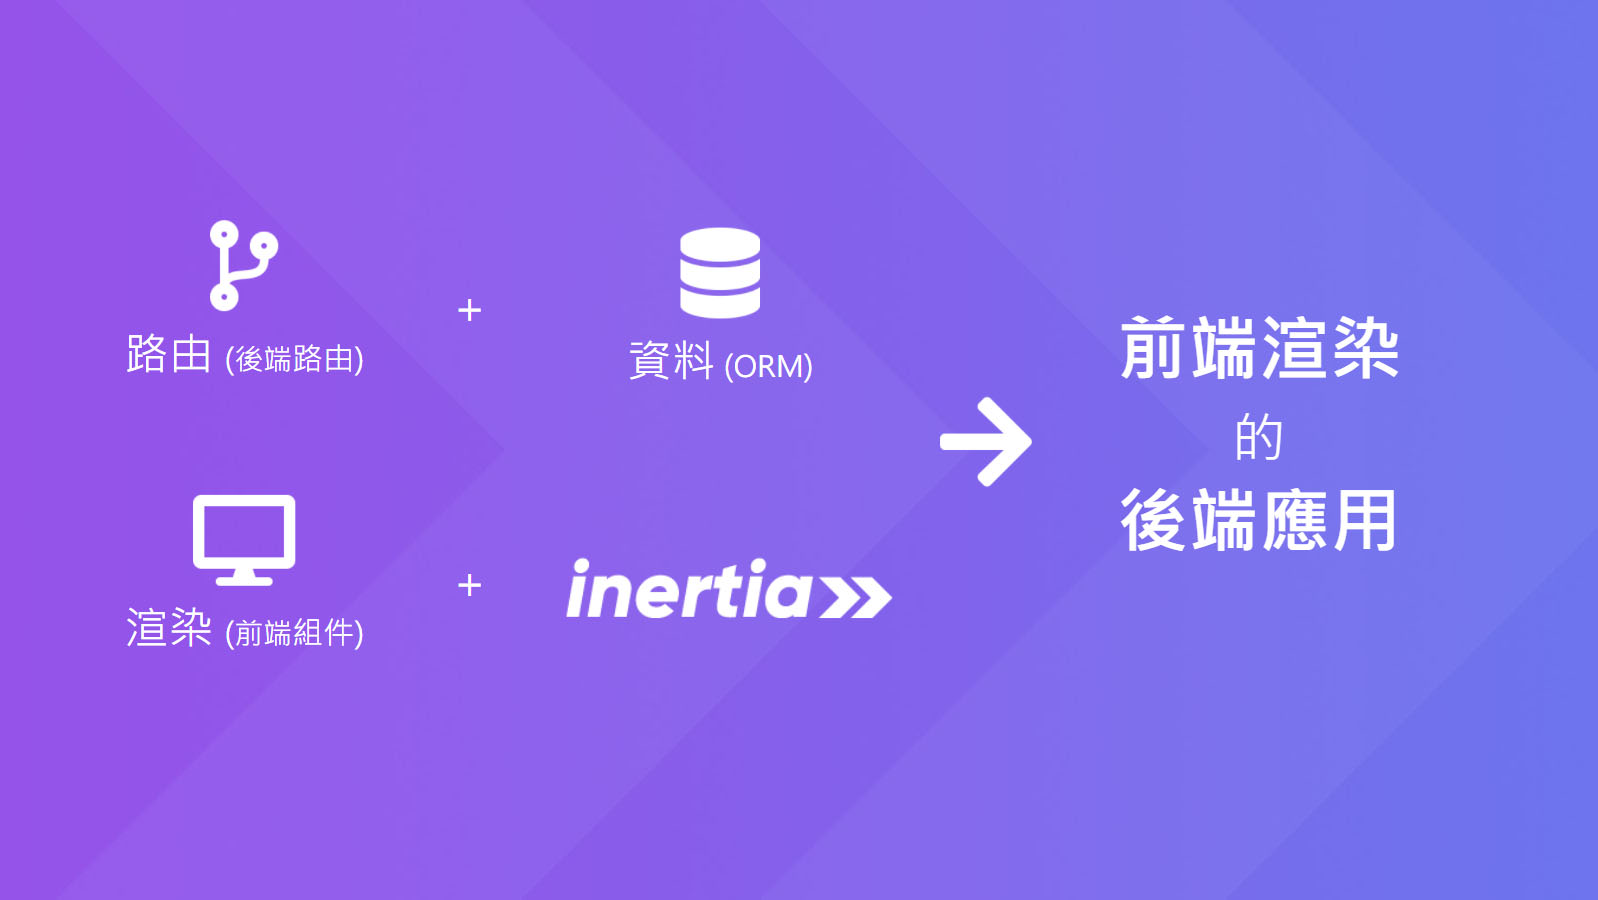 路由 (後端路由)
+
資料 (ORM)
渲染 (前端組件)
+
inertia
前端渲染
的
後端應用